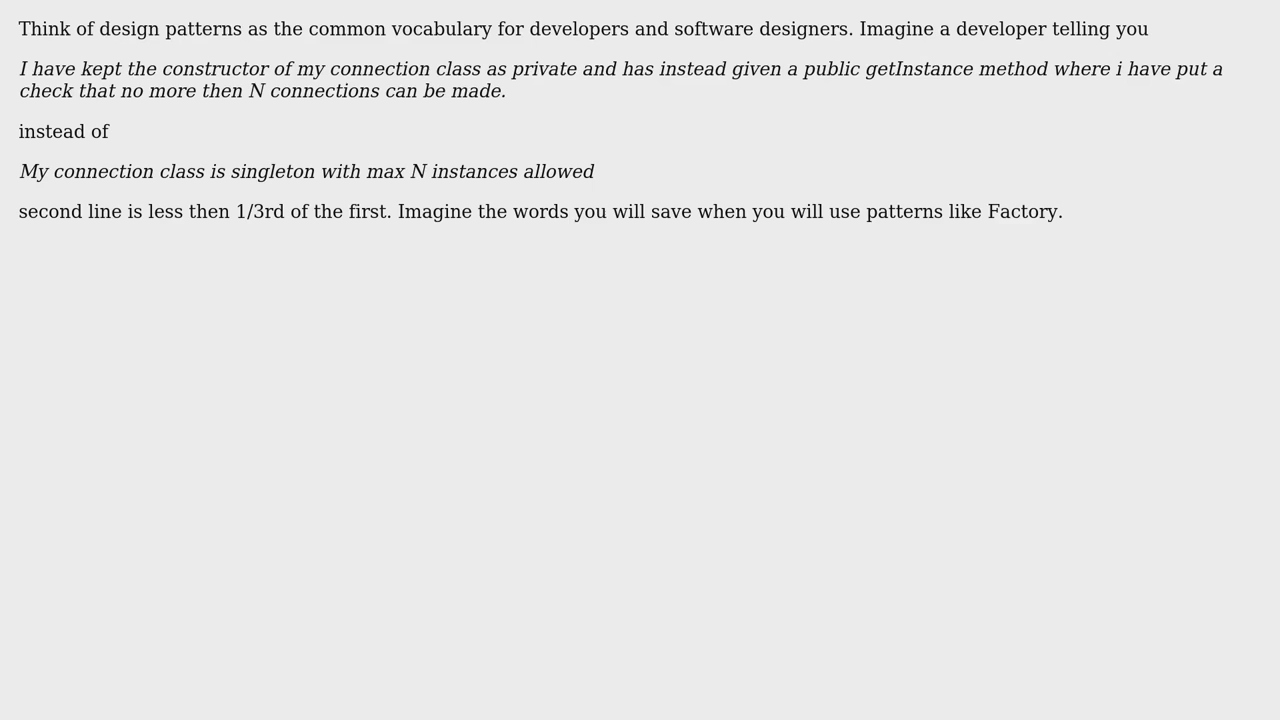 Think of design patterns as the common vocabulary for developers and software designers. Imagine a developer telling you
I have kept the constructor of my connection class as private and has instead given a public getInstance method where i have put a
check that no more then N connections can be made.
instead of
My connection class is singleton with max N instances allowed
second line is less then 1/3rd of the first. Imagine the words you will save when you will use patterns like Factory.